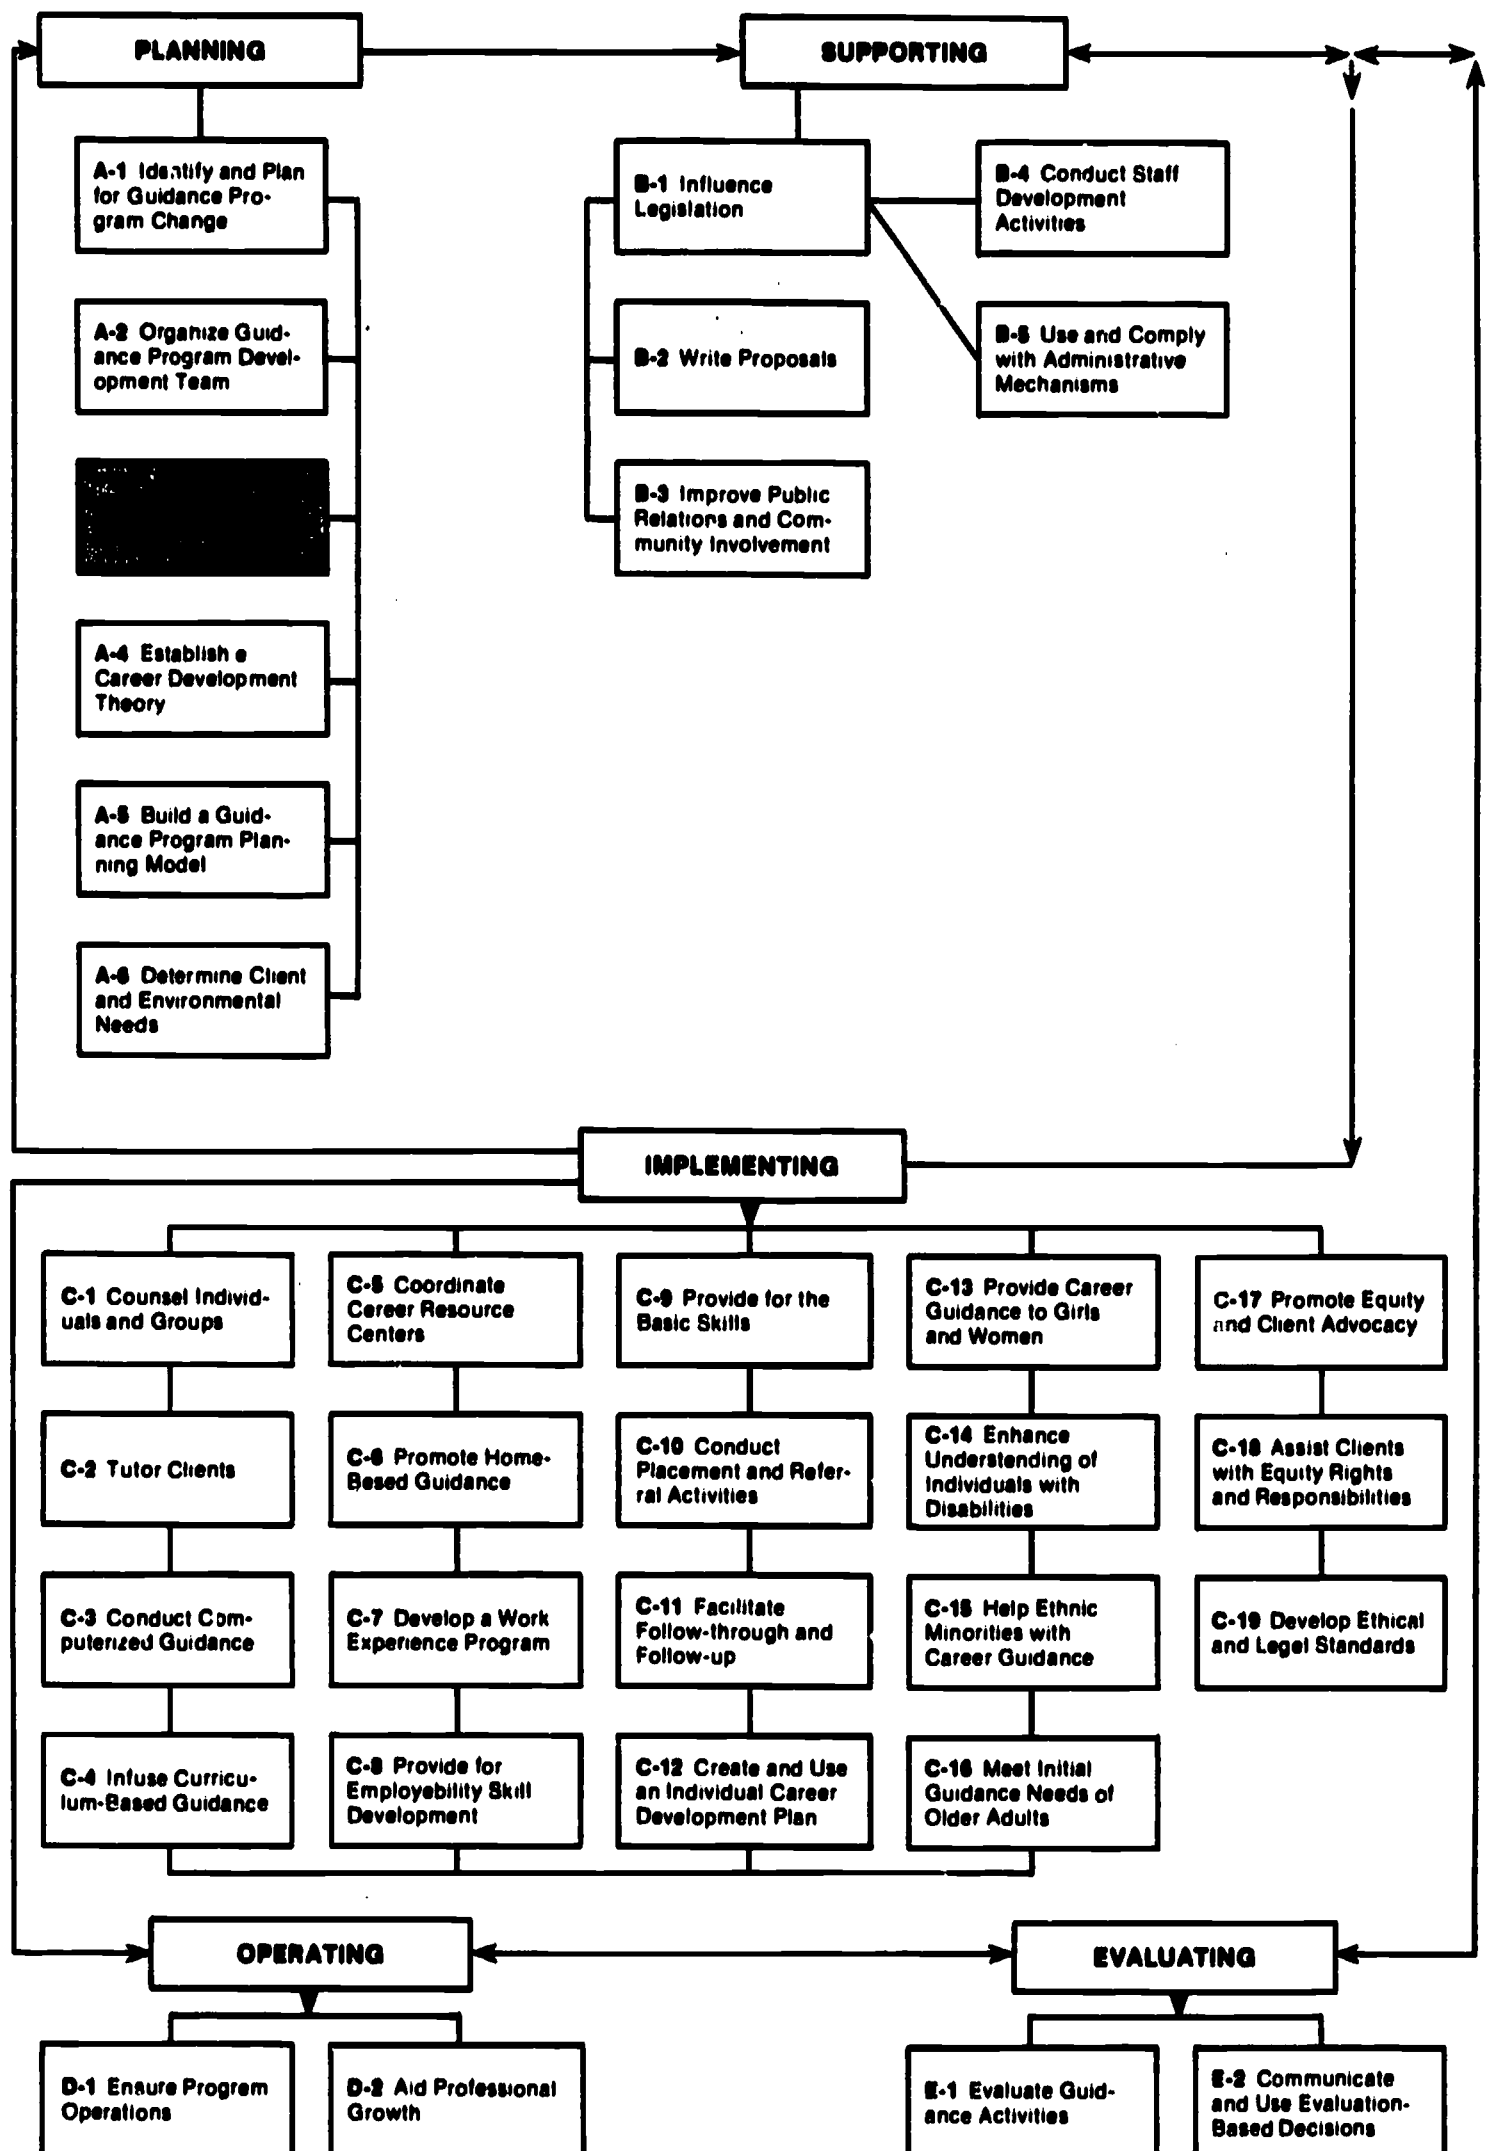 PLANNING
SUPPORTING
A-1 Identify and Plan
for Guidance Pro-
gram Change
B-1 Influence
Legislation
B-4 Conduct Staff
Development
Activities
A-2 Organize Guid-
ance Program Devel-
opment Team
B-2 Write Proposals
B-5 Use and Comply
with Administrative
Mechanisms
B-3 Improve Public
Relations and Com-
munity Involvement
A-4 Establish a
Career Development
Theory
A-5 Build a Guid-
ance Program Plan-
ning Model
A-6 Determine Client
and Environmental
Needs
IMPLEMENTING
C-1 Counsel Individ-
uals and Groups
C-5 Coordinate
Career Resource
Centers
C-9 Provide for the
Basic Skills
C-13 Provide Career
Guidance to Girls
and Women
C-17 Promote Equity
and Client Advocacy
C-2 Tutor Clients
C-6 Promote Home-
Based Guidance
C-10 Conduct
Placement and Refer-
ral Activities
C-14 Enhance
Understanding of
Individuals with
Disabilities
C-18 Assist Clients
with Equity Rights
and Responsibilities
C-3 Conduct Com-
puterized Guidance
C-7 Develop a Work
Experience Program
C-11 Facilitate
Follow-through and
Follow-up
C-15 Help Ethnic
Minorities with
Career Guidance
C-19 Develop Ethical
and Legal Standards
C-4 Infuse Curricu-
lum-Based Guidance
C-8 Provide for
Employability Skill
Development
C-12 Create and Use
an Individual Career
Development Plan
C-16 Meet Initial
Guidance Needs of
Older Adults
OPERATING
EVALUATING
D-1 Ensure Program
Operations
D-2 Aid Professional
Growth
E-1 Evaluate Guid-
ance Activities
E-2 Communicate
and Use Evaluation-
Based Decisions